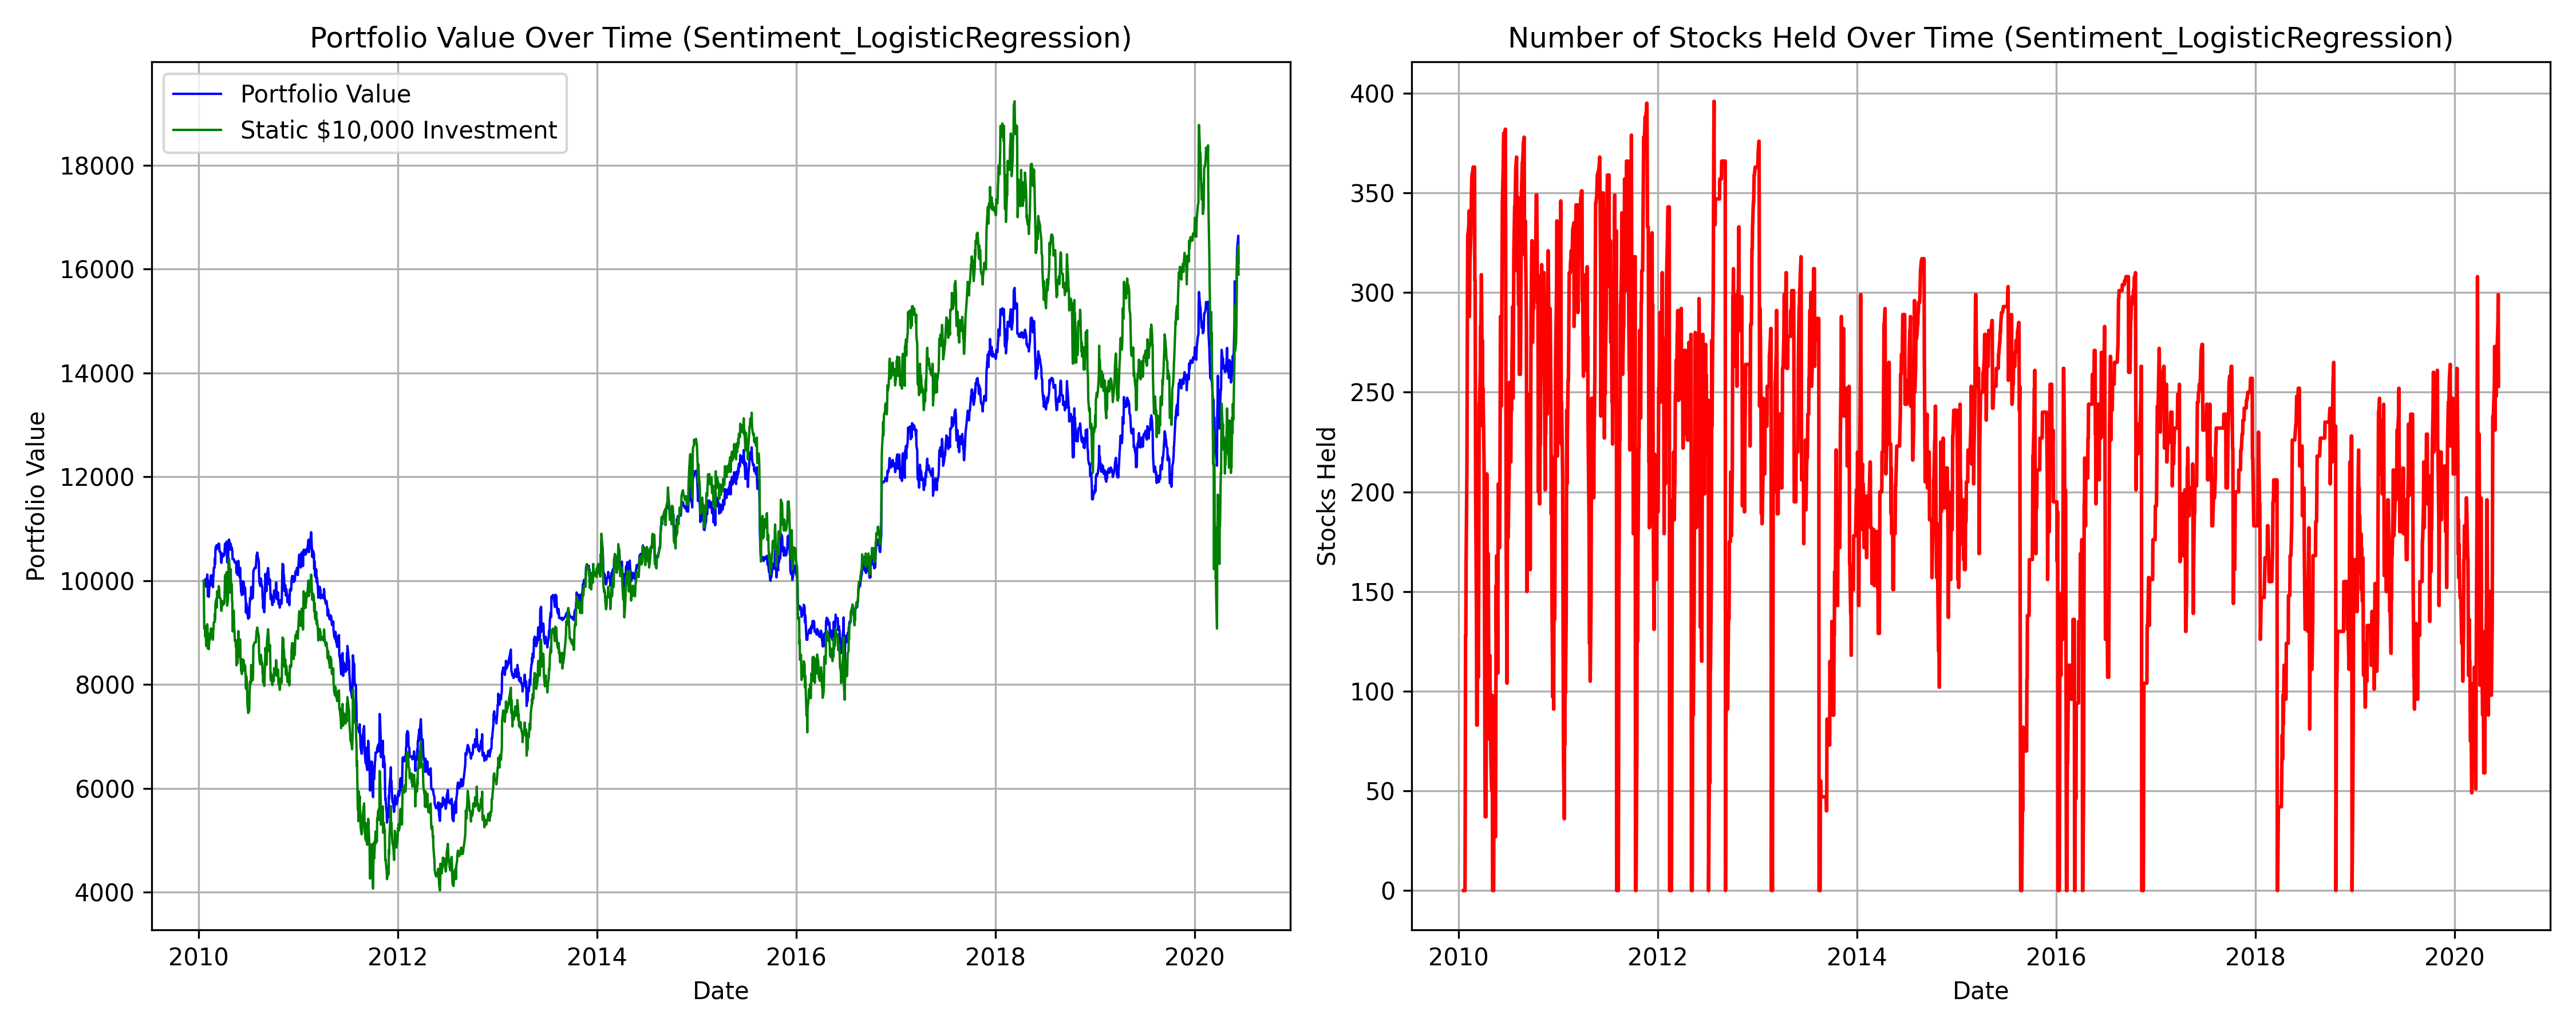 Portfolio Value Over Time (Sentiment_LogisticRegression)
Portfolio Value
Static $10,000 Investment
Portfolio Value
18000
16000
14000
12000
10000
8000
6000
4000
2010 2012 2014 2016 2018 2020
Date
Number of Stocks Held Over Time (Sentiment_LogisticRegression)
Stocks Held
400
350
300
250
200
150
100
50
0
2010 2012 2014 2016 2018 2020
Date